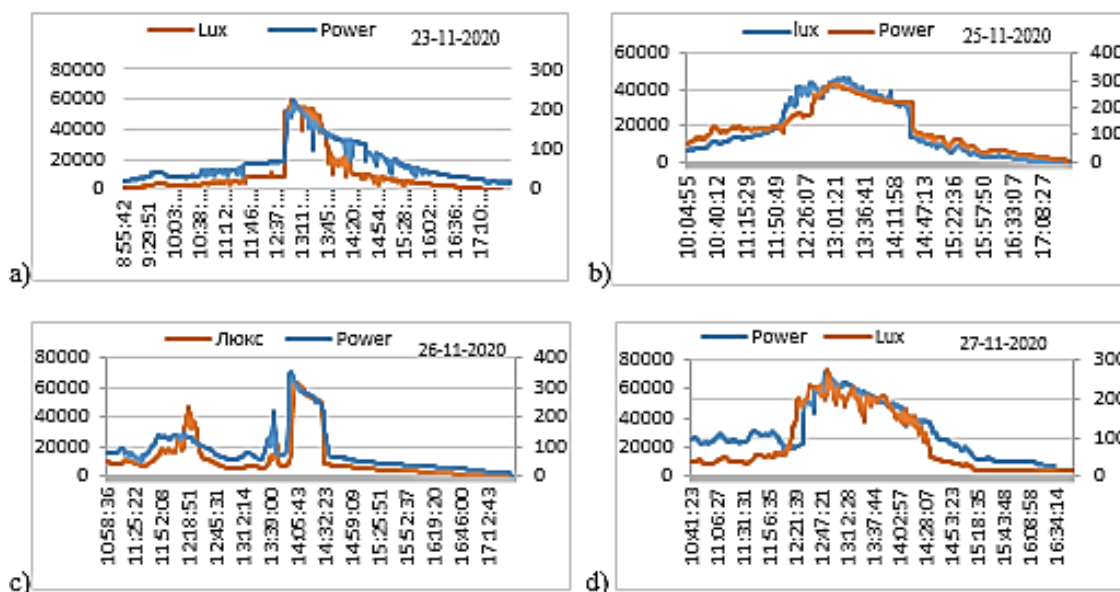 Lux Power 23-11-2020
80000 300
60000 200
40000 100
20000
0 0
8:55:42 9:29:51 10:03:... 10:38:... 11:12:... 11:46:... 12:37:... 13:11:... 13:45:... 14:20:... 14:54:... 15:28:... 16:02:... 16:36:... 17:10:...
a)
lux Power 25-11-2020
60000 400
40000 300
20000 200
100
0 0
10:04:55 10:40:12 11:15:29 11:50:49 12:26:07 13:01:21 13:36:41 14:11:58 14:47:13 15:22:36 15:57:50 16:33:07 17:08:27
b)
Люкс Power 26-11-2020
80000 400
60000 300
40000 200
20000 100
0 0
10:58:36 11:25:22 11:52:08 12:18:51 12:45:31 13:12:14 13:39:00 14:05:43 14:32:23 14:59:09 15:25:51 15:52:37 16:19:20 16:46:00 17:12:43
c)
Power Lux 27-11-2020
80000 300
60000 200
40000 100
20000
0 0
10:41:23 11:06:27 11:31:31 11:56:35 12:21:39 12:47:21 13:12:28 13:37:44 14:02:57 14:28:07 14:53:23 15:18:35 15:53:48 16:08:58 16:34:14
d)